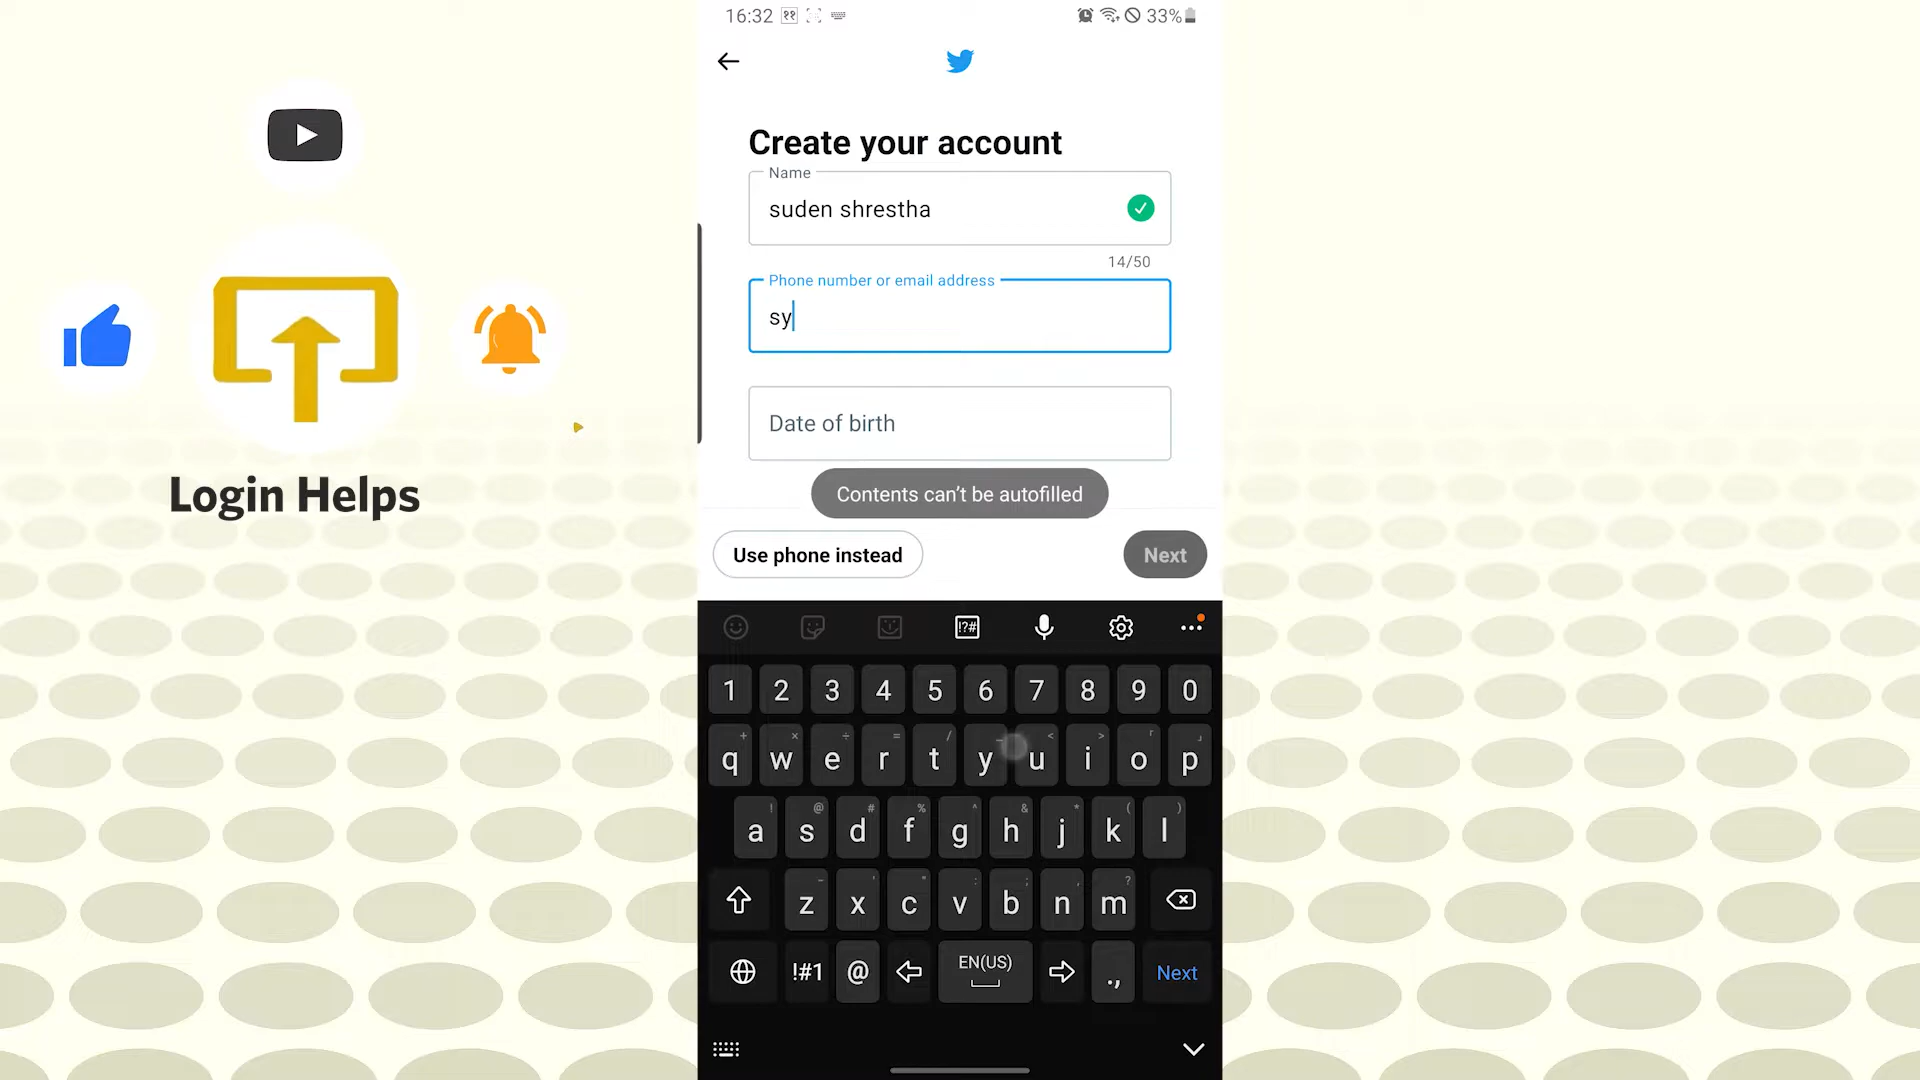 16:32 33%
Create your account
Name
suden shrestha
14/50
Phone number or email address
sy
Date of birth
Contents can't be autofilled
Use phone instead Next
Login Helps
!?#
1 2 3 4 5 6 7 8 9 0
q w e r t y u i o p
a s d f g h j k l
z x c v b n m
!#1 @ EN(US) ., Next